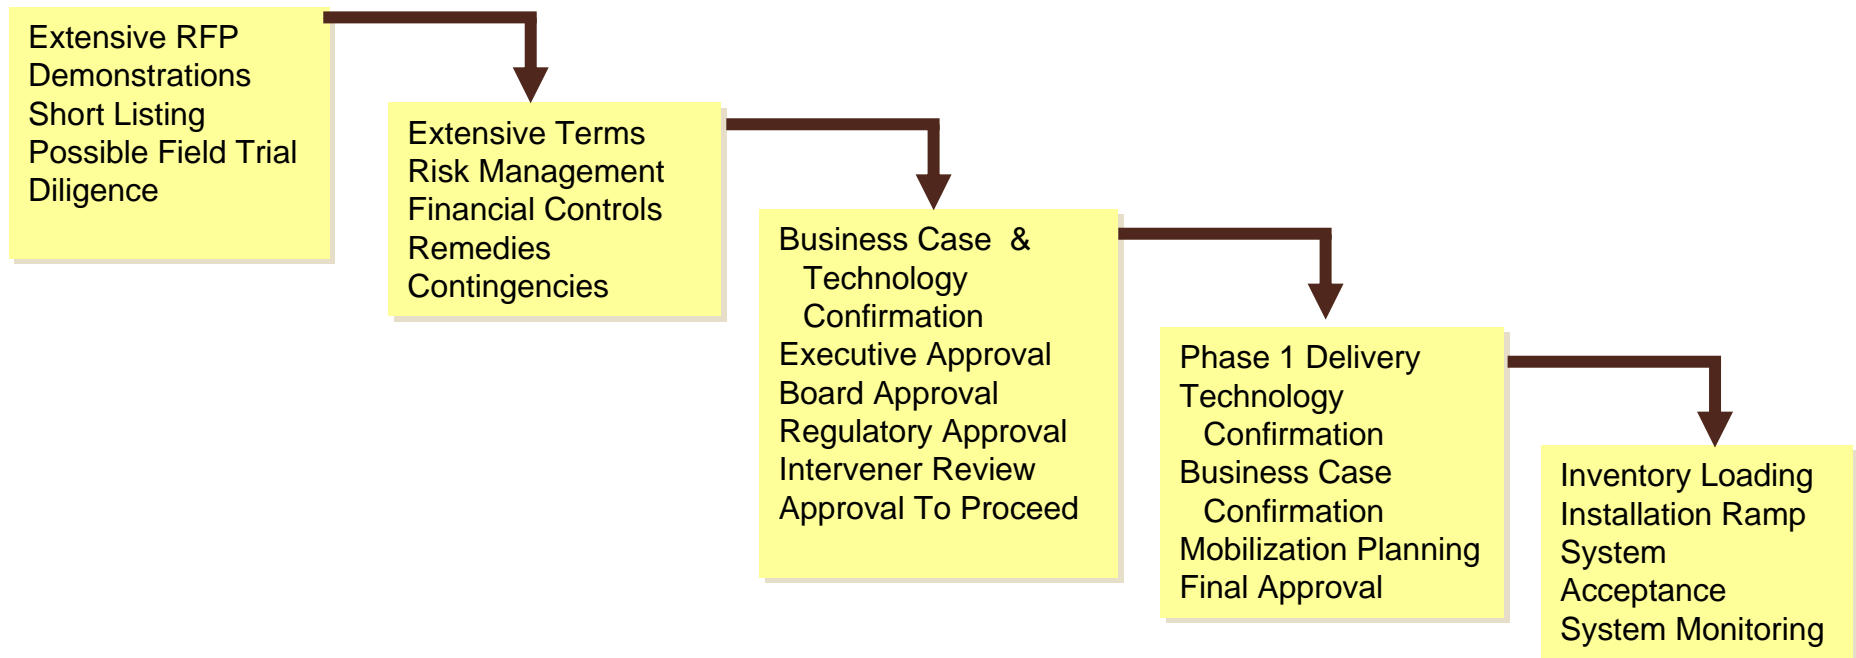 Extensive RFP
Demonstrations
Short Listing
Possible Field Trial
Diligence
Extensive Terms
Risk Management
Financial Controls
Remedies
Contingencies
Business Case &
Technology
Confirmation
Executive Approval
Board Approval
Regulatory Approval
Intervener Review
Approval To Proceed
Phase 1 Delivery
Technology
Confirmation
Business Case
Confirmation
Mobilization Planning
Final Approval
Inventory Loading
Installation Ramp
System
Acceptance
System Monitoring